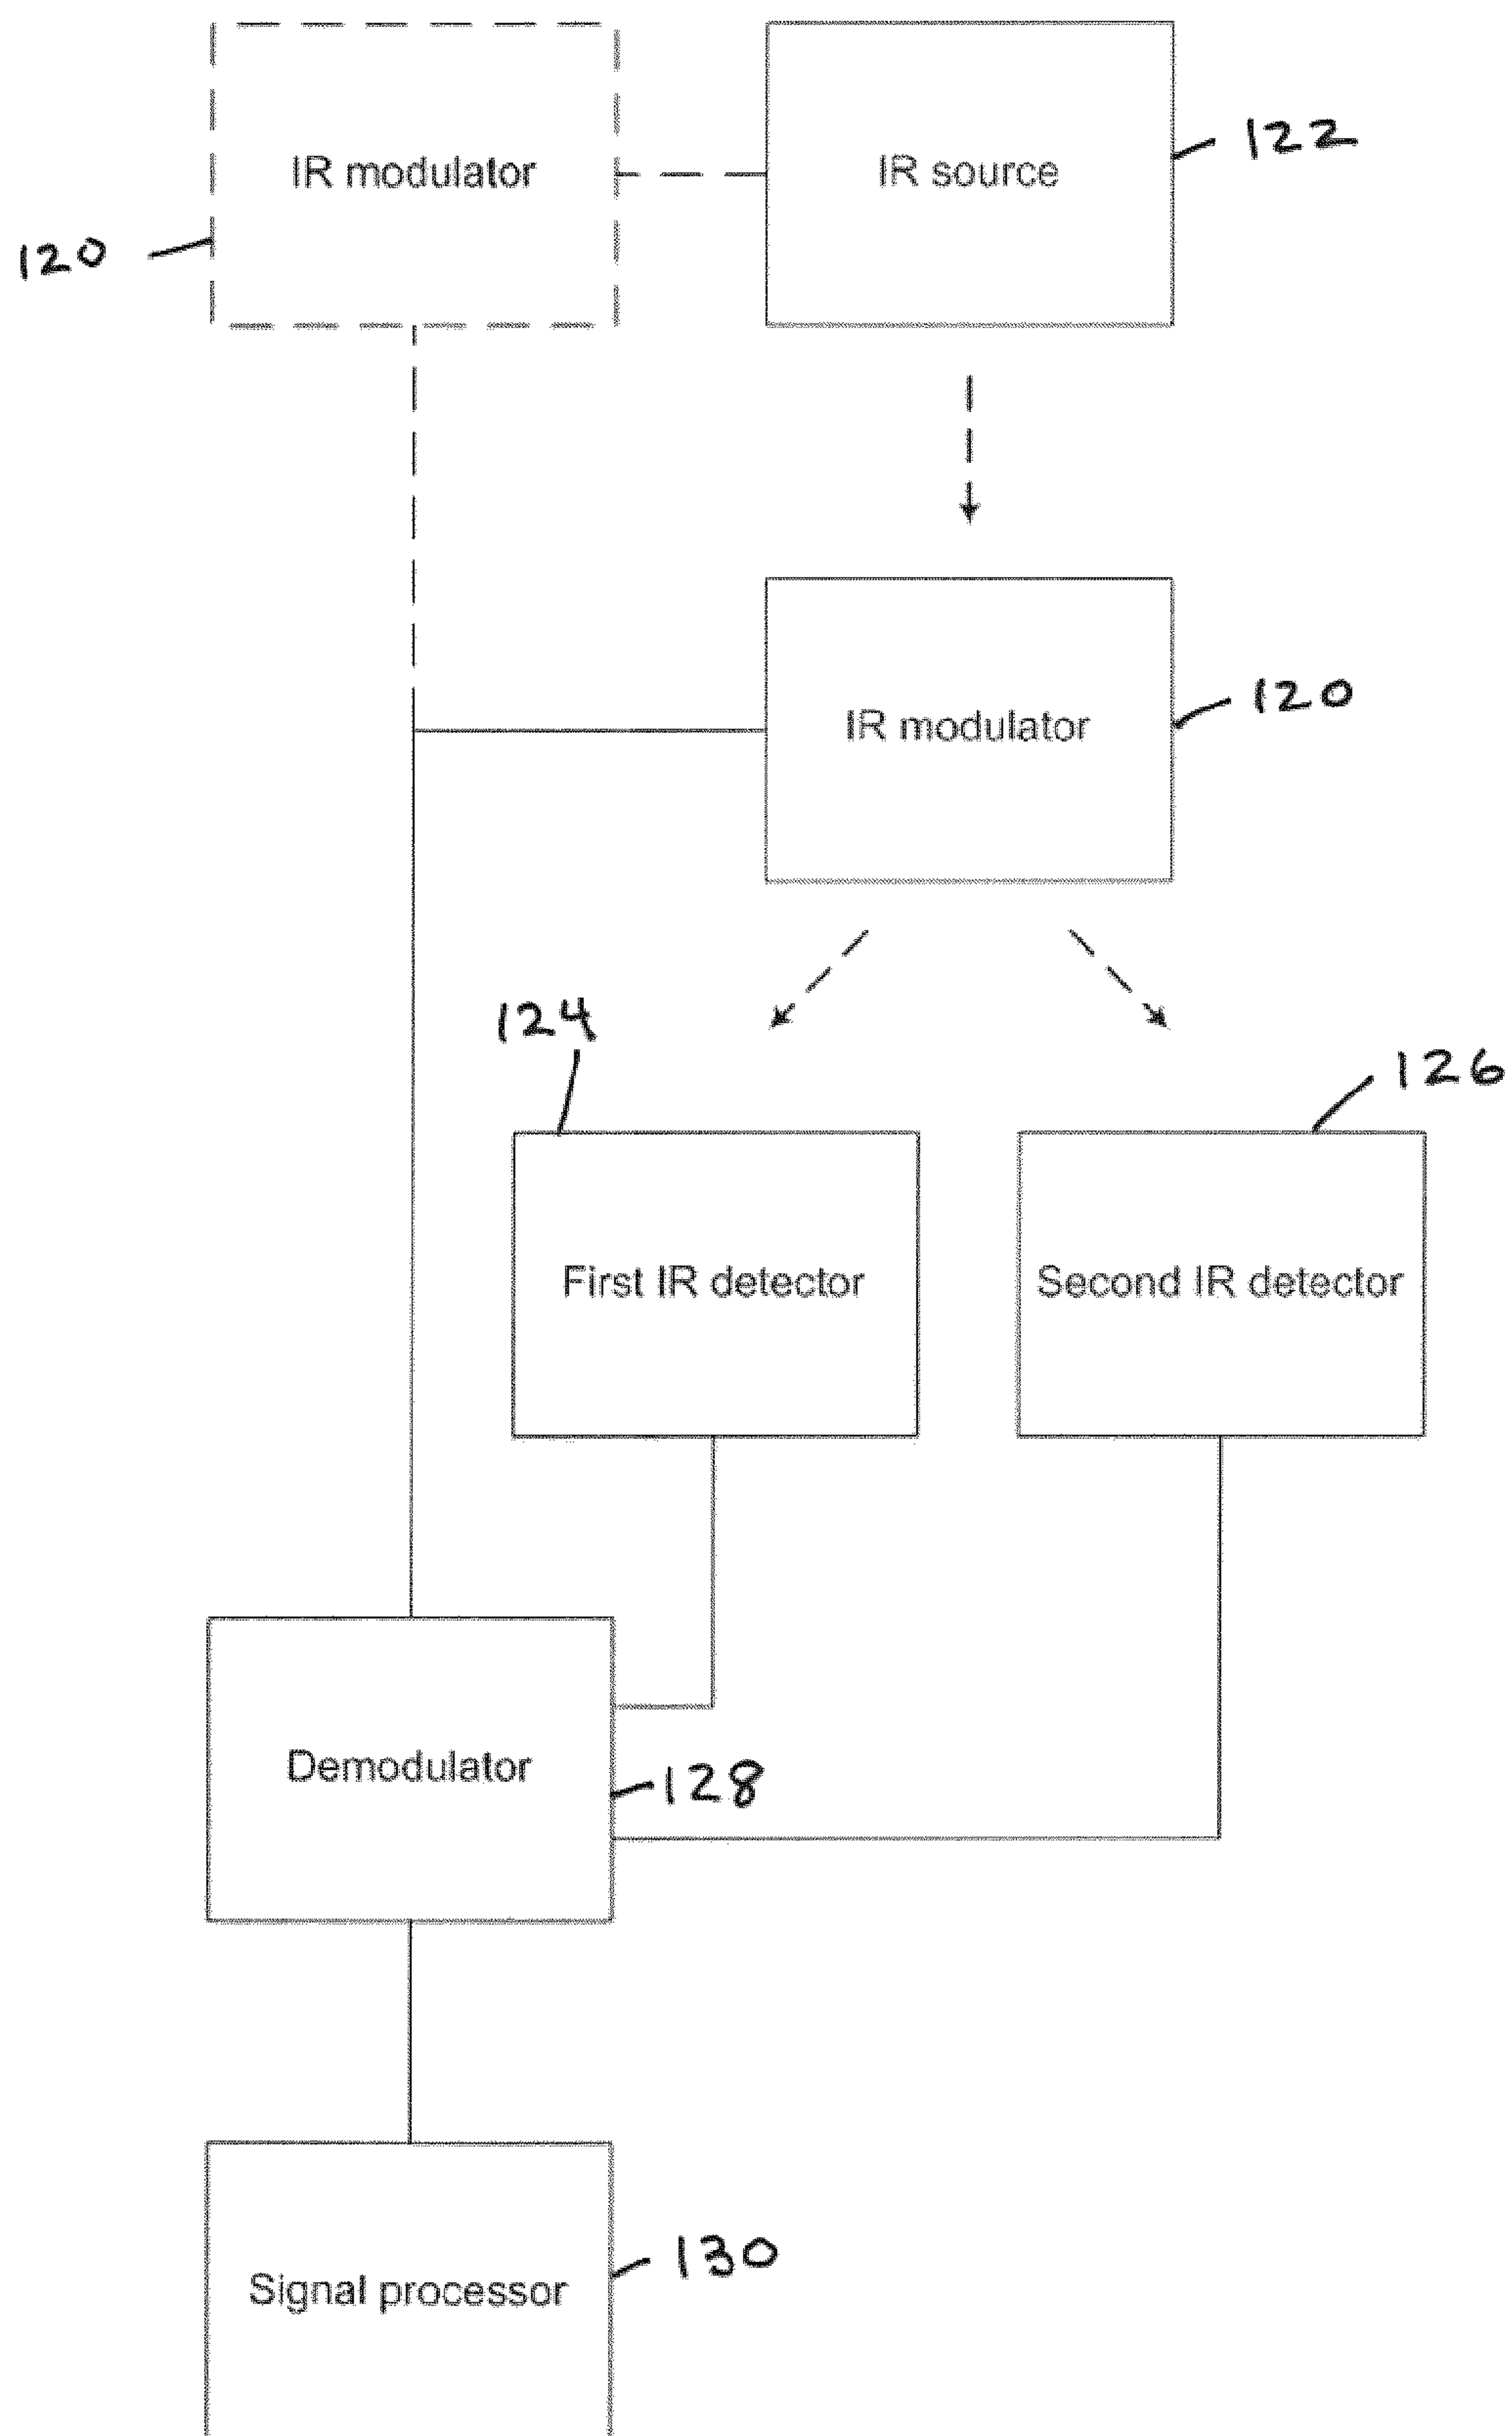 IR modulator
IR source
122
120
IR modulator
120
124
126
First IR detector
Second IR detector
Demodulator
128
Signal processor
130